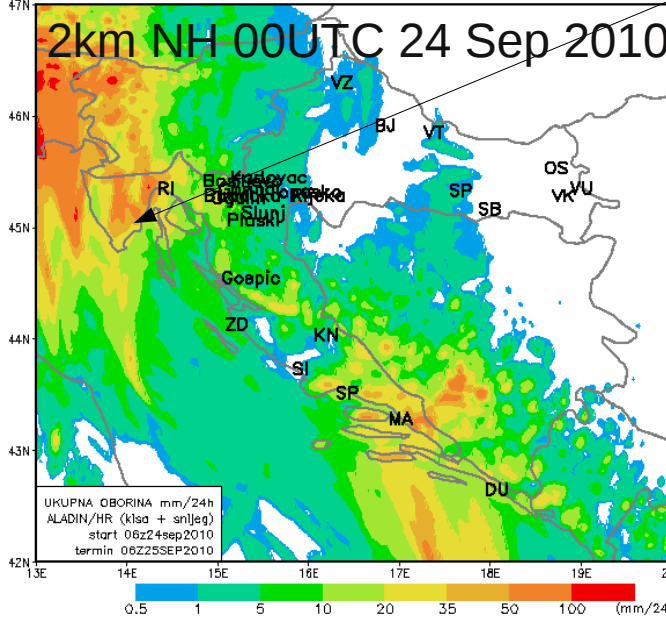 47N
2km NH 00UTC 24 Sep 2010
VZ
46N
BJ
VT
OS
RI
Karlovac
SP
VK
VU
SB
Slunj
Plaski
45N
Gospic
ZD
KN
44N
SI
SP
MA
43N
DU
UKUPNA OBORINA mm/24h
ALADIN/HR (kisa + snijeg)
start 06z24sep2010
termin 06Z25SEP2010
42N
13E 14E 15E 16E 17E 18E 19E
0.5 1 5 10 20 35 50 100 (mm/24